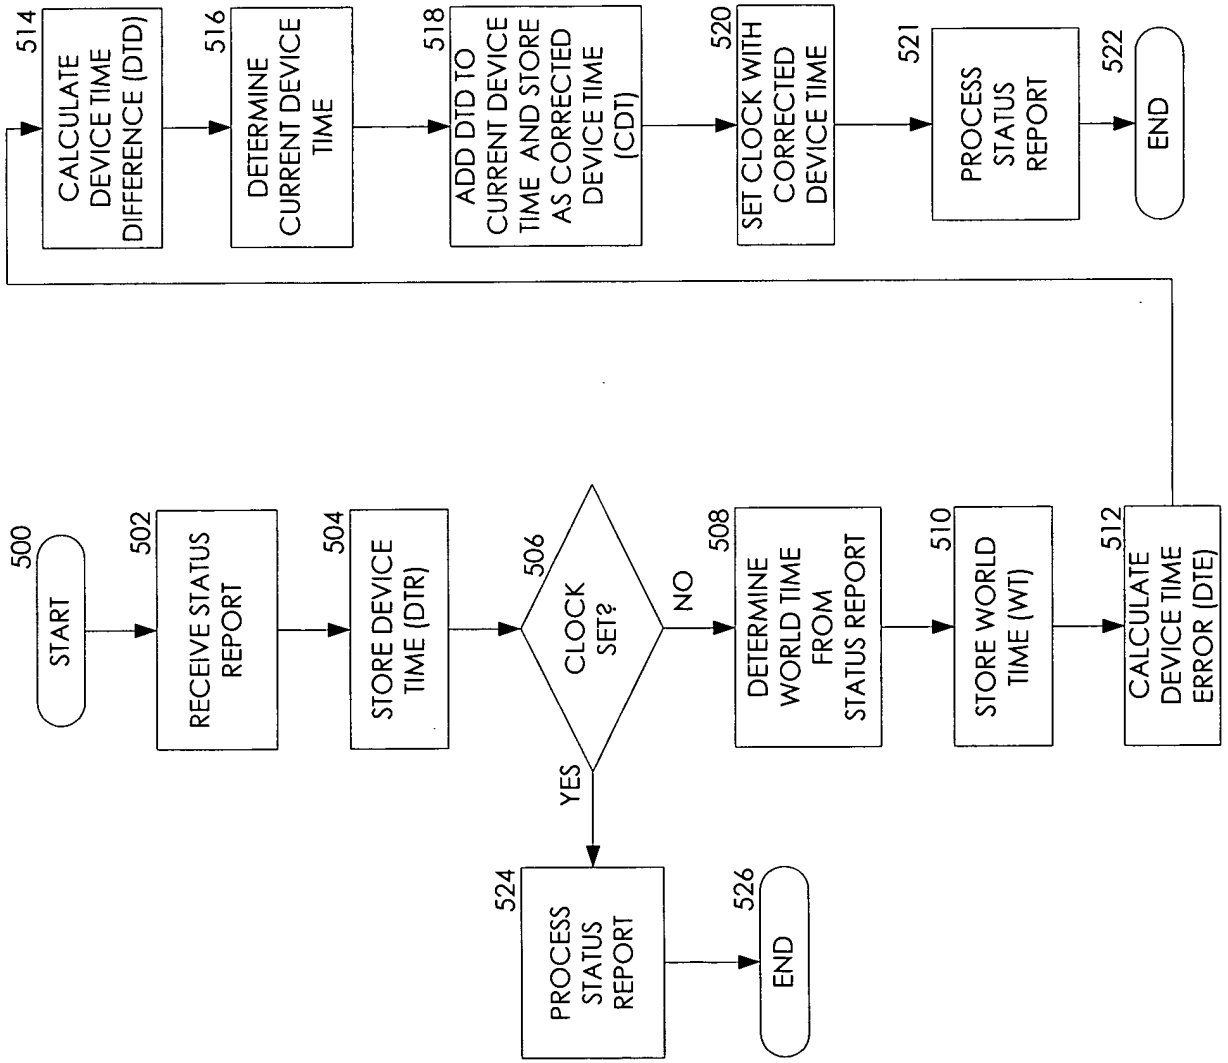 500
START
502
RECEIVE STATUS
REPORT
504
STORE DEVICE
TIME (DTR)
506
CLOCK
SET?
YES
NO
524
PROCESS
STATUS
REPORT
526
END
508
DETERMINE
WORLD TIME
FROM
STATUS REPORT
510
STORE WORLD
TIME (WT)
512
CALCULATE
DEVICE TIME
ERROR (DTE)
514
CALCULATE
DEVICE TIME
DIFFERENCE (DTD)
516
DETERMINE
CURRENT DEVICE
TIME
518
ADD DTD TO
CURRENT DEVICE
TIME AND STORE
AS CORRECTED
DEVICE TIME
(CDT)
520
SET CLOCK WITH
CORRECTED
DEVICE TIME
521
PROCESS
STATUS
REPORT
522
END